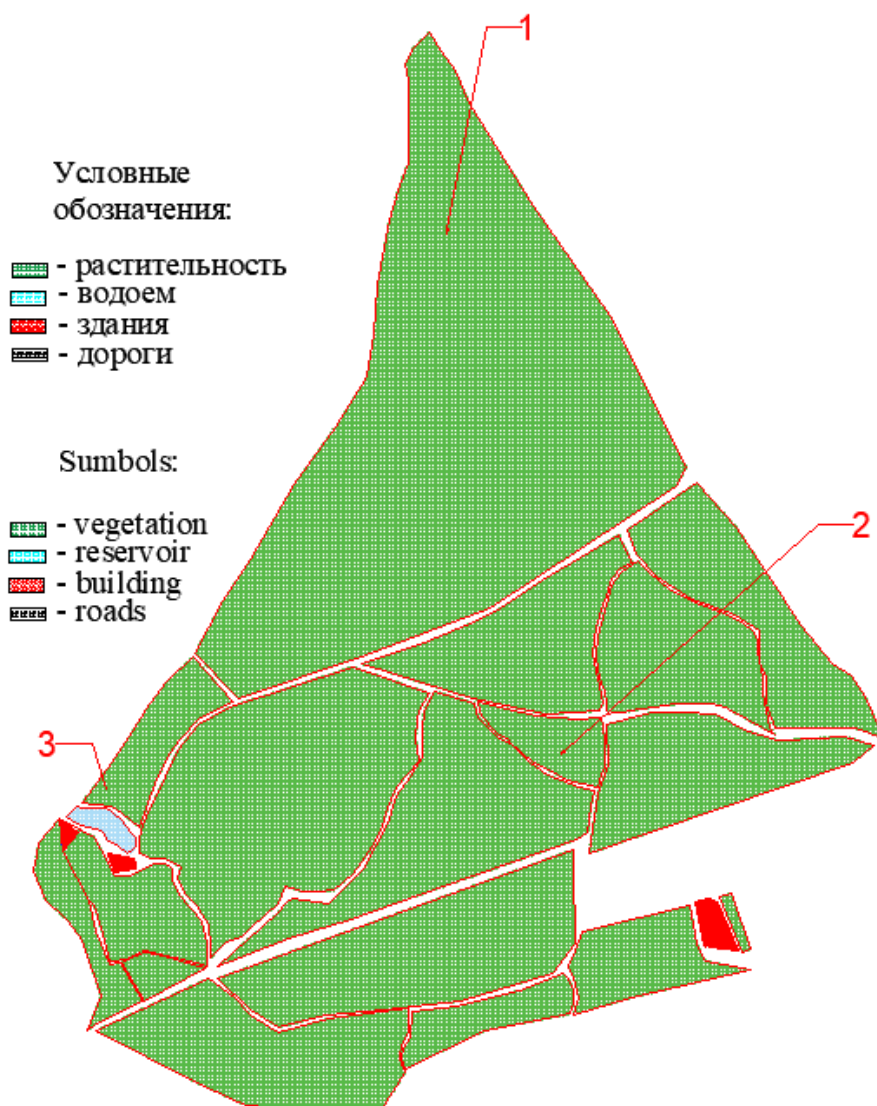 1
Условные
обозначения:
- растительность
- водоем
- здания
- дороги
Sumbols:
- vegetation
- reservoir
- building
- roads
2
3